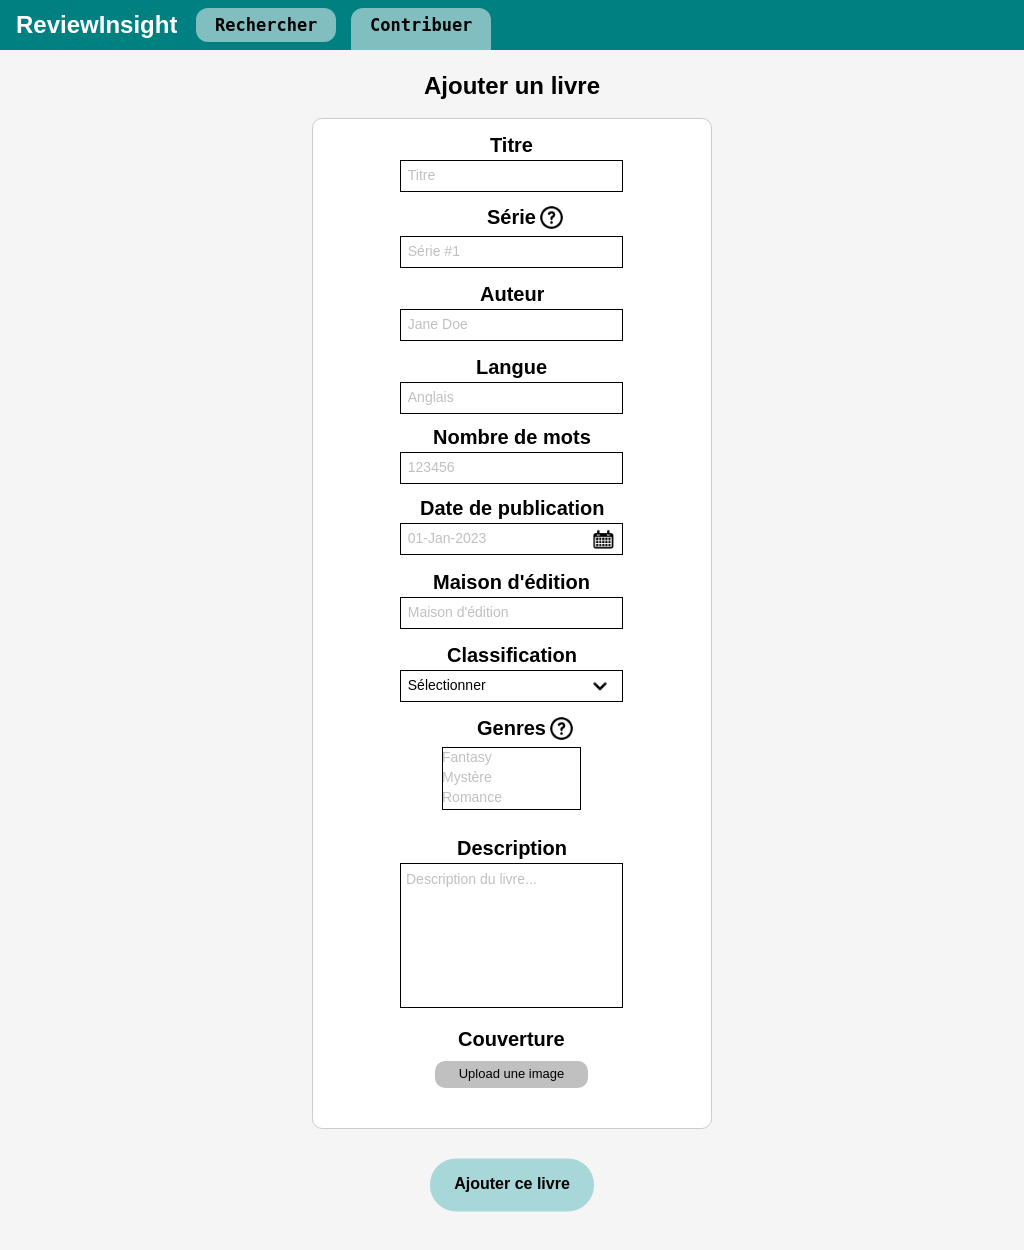 ReviewInsight Rechercher Contribuer
Ajouter un livre
Titre
Titre
Série ?
Série #1
Auteur
Jane Doe
Langue
Anglais
Nombre de mots
123456
Date de publication
01-Jan-2023
Maison d'édition
Maison d'édition
Classification
Sélectionner
Genres ?
Fantasy
Mystère
Romance
Description
Description du livre...
Couverture
Upload une image
Ajouter ce livre